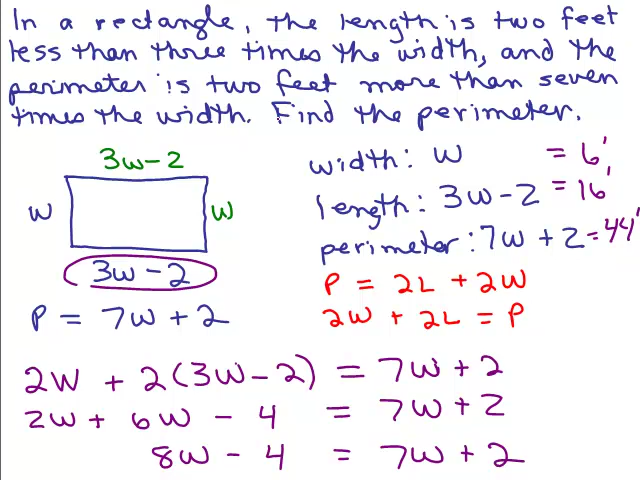 In a rectangle, the length is two feet
less than three times the width, and the
perimeter is two feet more than seven
times the width. Find the perimeter.
3w-2
w
w
3w-2
P = 7w+2
width: w = 6'
length: 3w-2 = 16'
perimeter: 7w+2 = 44'
P = 2L + 2W
2W + 2L = P
2W + 2(3W-2) = 7W+2
2W + 6W - 4 = 7W+2
8W - 4 = 7W+2